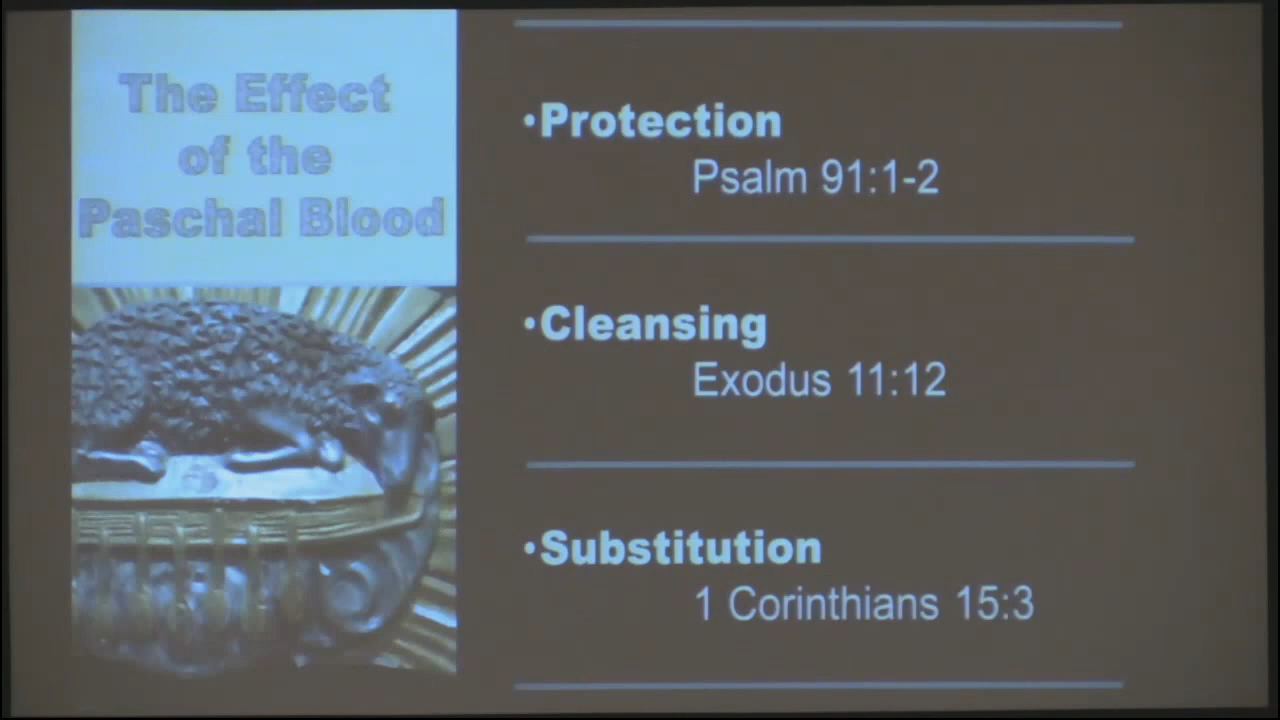 The Effect
of the
Paschal Blood
•Protection
Psalm 91:1-2
•Cleansing
Exodus 11:12
•Substitution
1 Corinthians 15:3